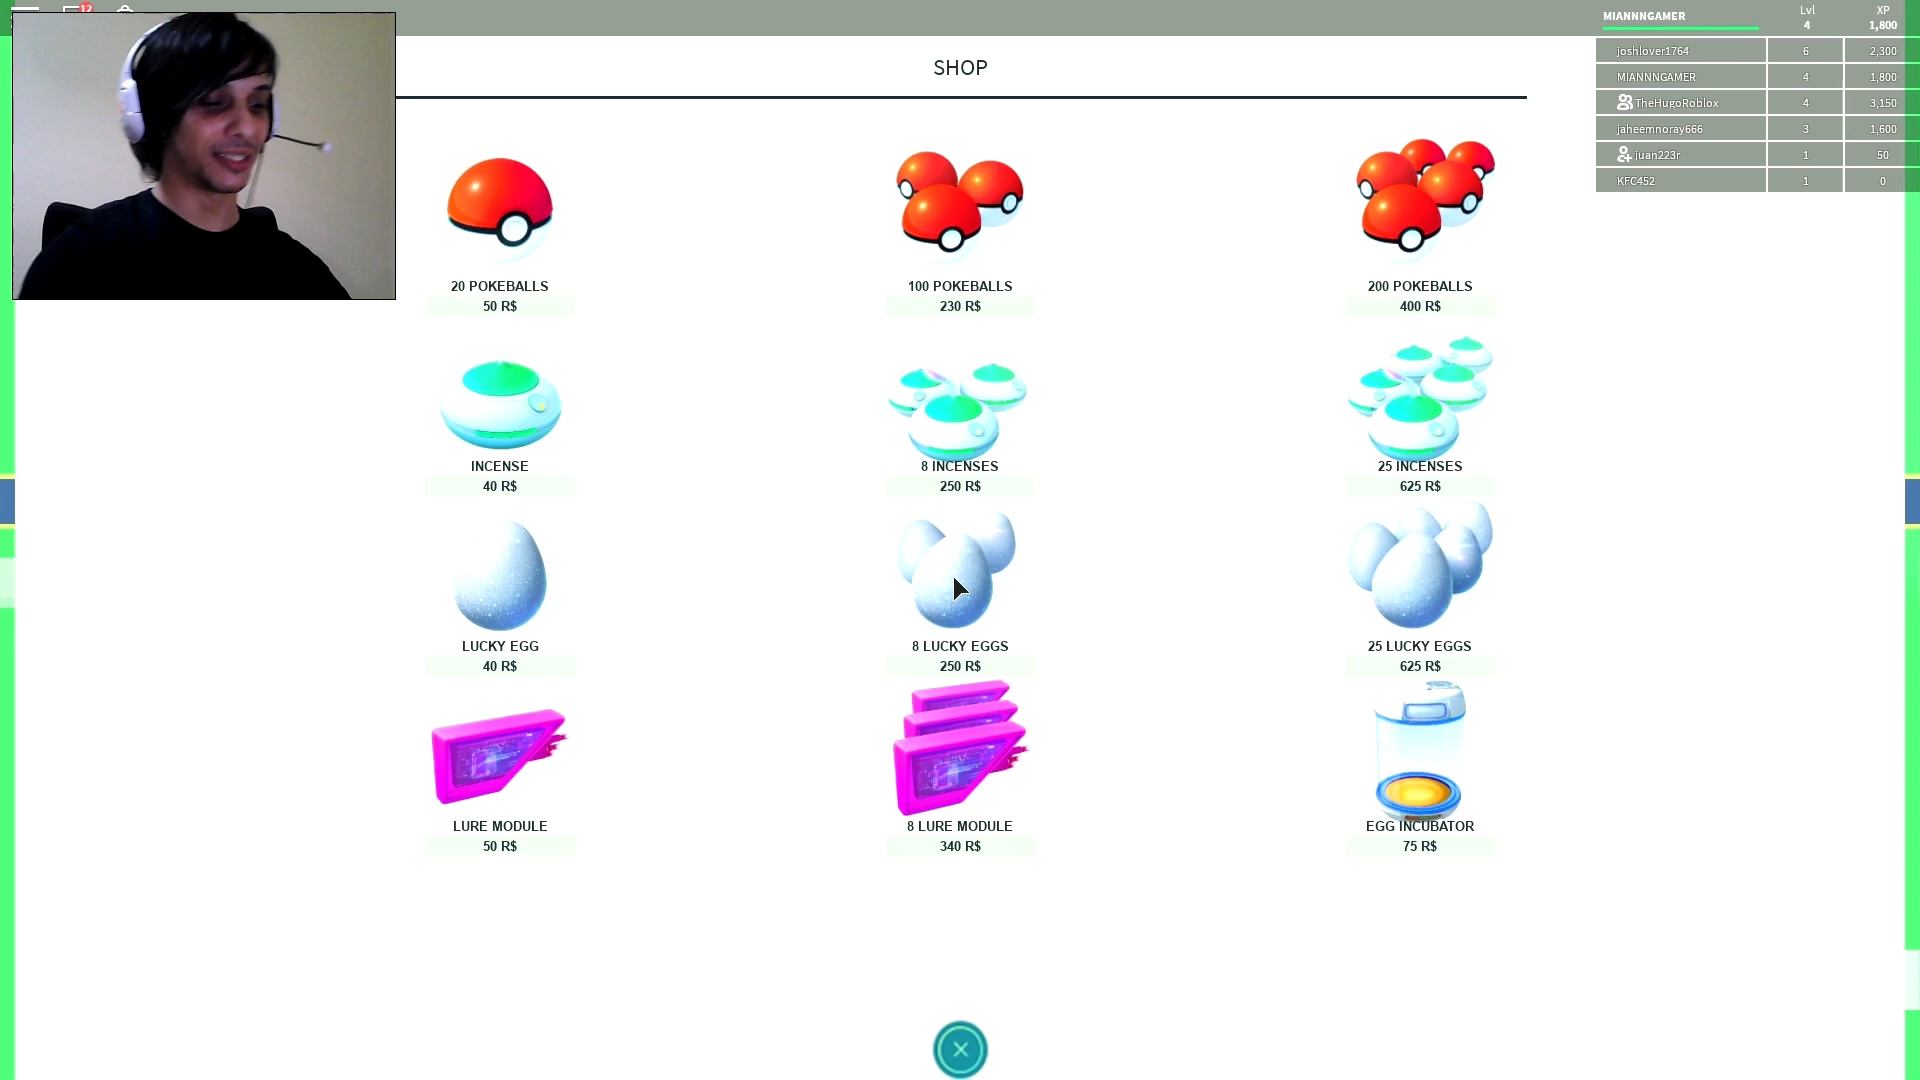 12
SHOP
MIANNNGAMER Lvl 4 XP 1,800
joshlover1764 6 2,300
MIANNNGAMER 4 1,800
TheHugoRoblox 4 3,150
jaheemnoray666 3 1,600
juan223r 1 50
KFC452 1 0
20 POKEBALLS
50 R$
100 POKEBALLS
230 R$
200 POKEBALLS
400 R$
INCENSE
40 R$
8 INCENSES
250 R$
25 INCENSES
625 R$
LUCKY EGG
40 R$
8 LUCKY EGGS
250 R$
25 LUCKY EGGS
625 R$
LURE MODULE
50 R$
8 LURE MODULE
340 R$
EGG INCUBATOR
75 R$